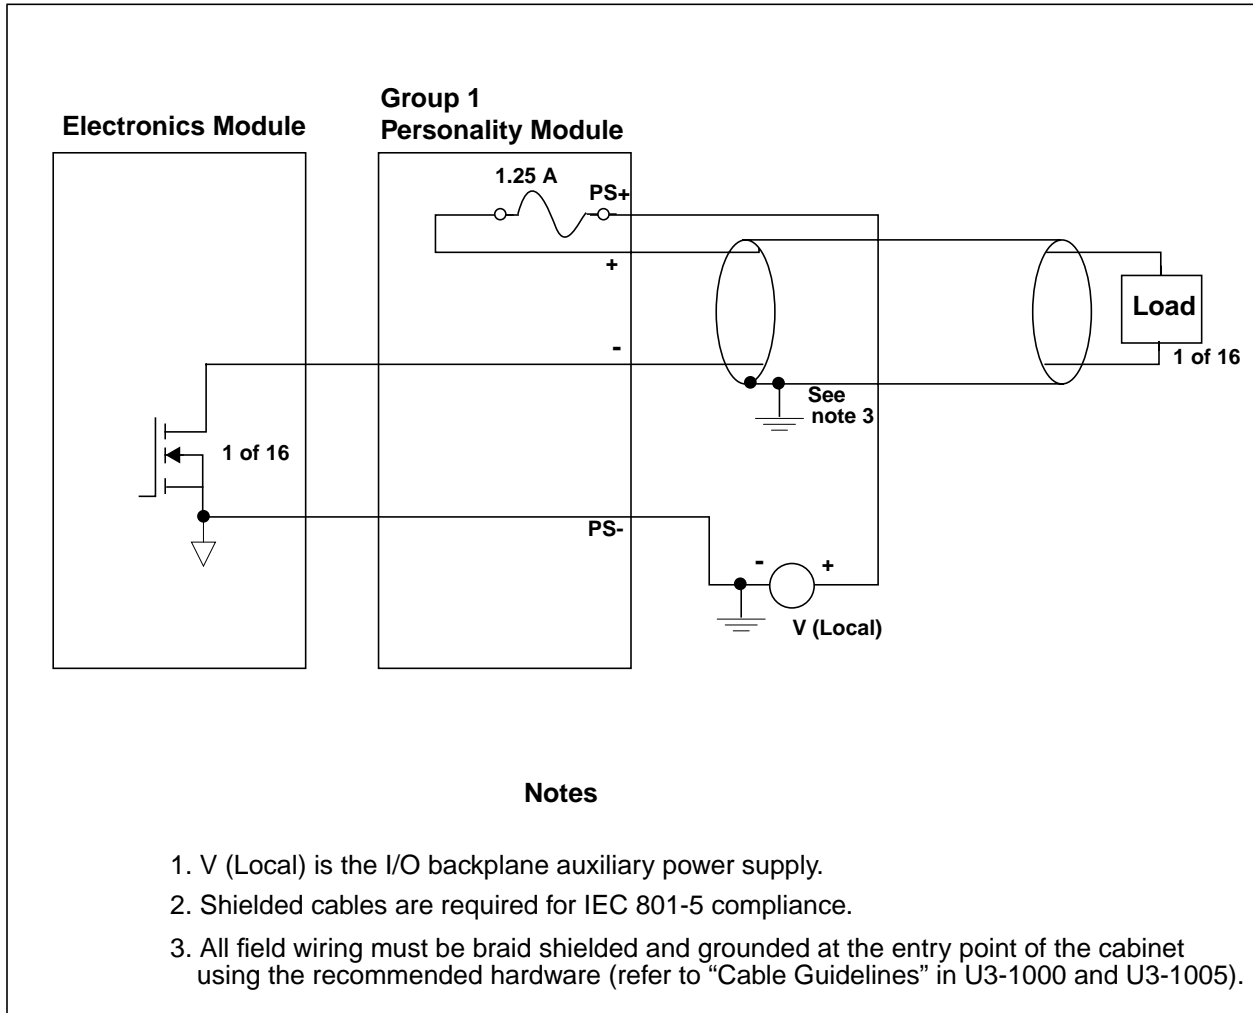 Electronics Module
Group 1
Personality Module
1.25 A
PS+
+
-
Load
1 of 16
See
note 3
1 of 16
PS-
-
+
V (Local)
Notes
1. V (Local) is the I/O backplane auxiliary power supply.
2. Shielded cables are required for IEC 801-5 compliance.
3. All field wiring must be braid shielded and grounded at the entry point of the cabinet
using the recommended hardware (refer to “Cable Guidelines” in U3-1000 and U3-1005).